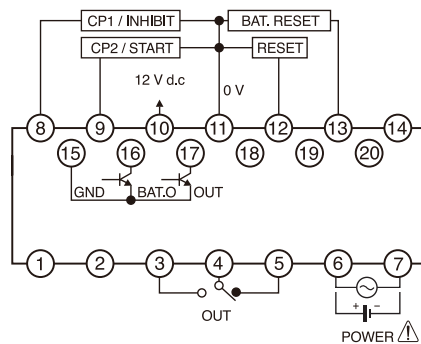 CP1 / INHIBIT BAT. RESET
CP2 / START RESET
12 V d.c 0 V
8 9 10 11 12 13 14
15 16 17 18 19 20
GND BAT.O OUT
1 2 3 4 5 6 7
OUT
+ −
POWER ⚠